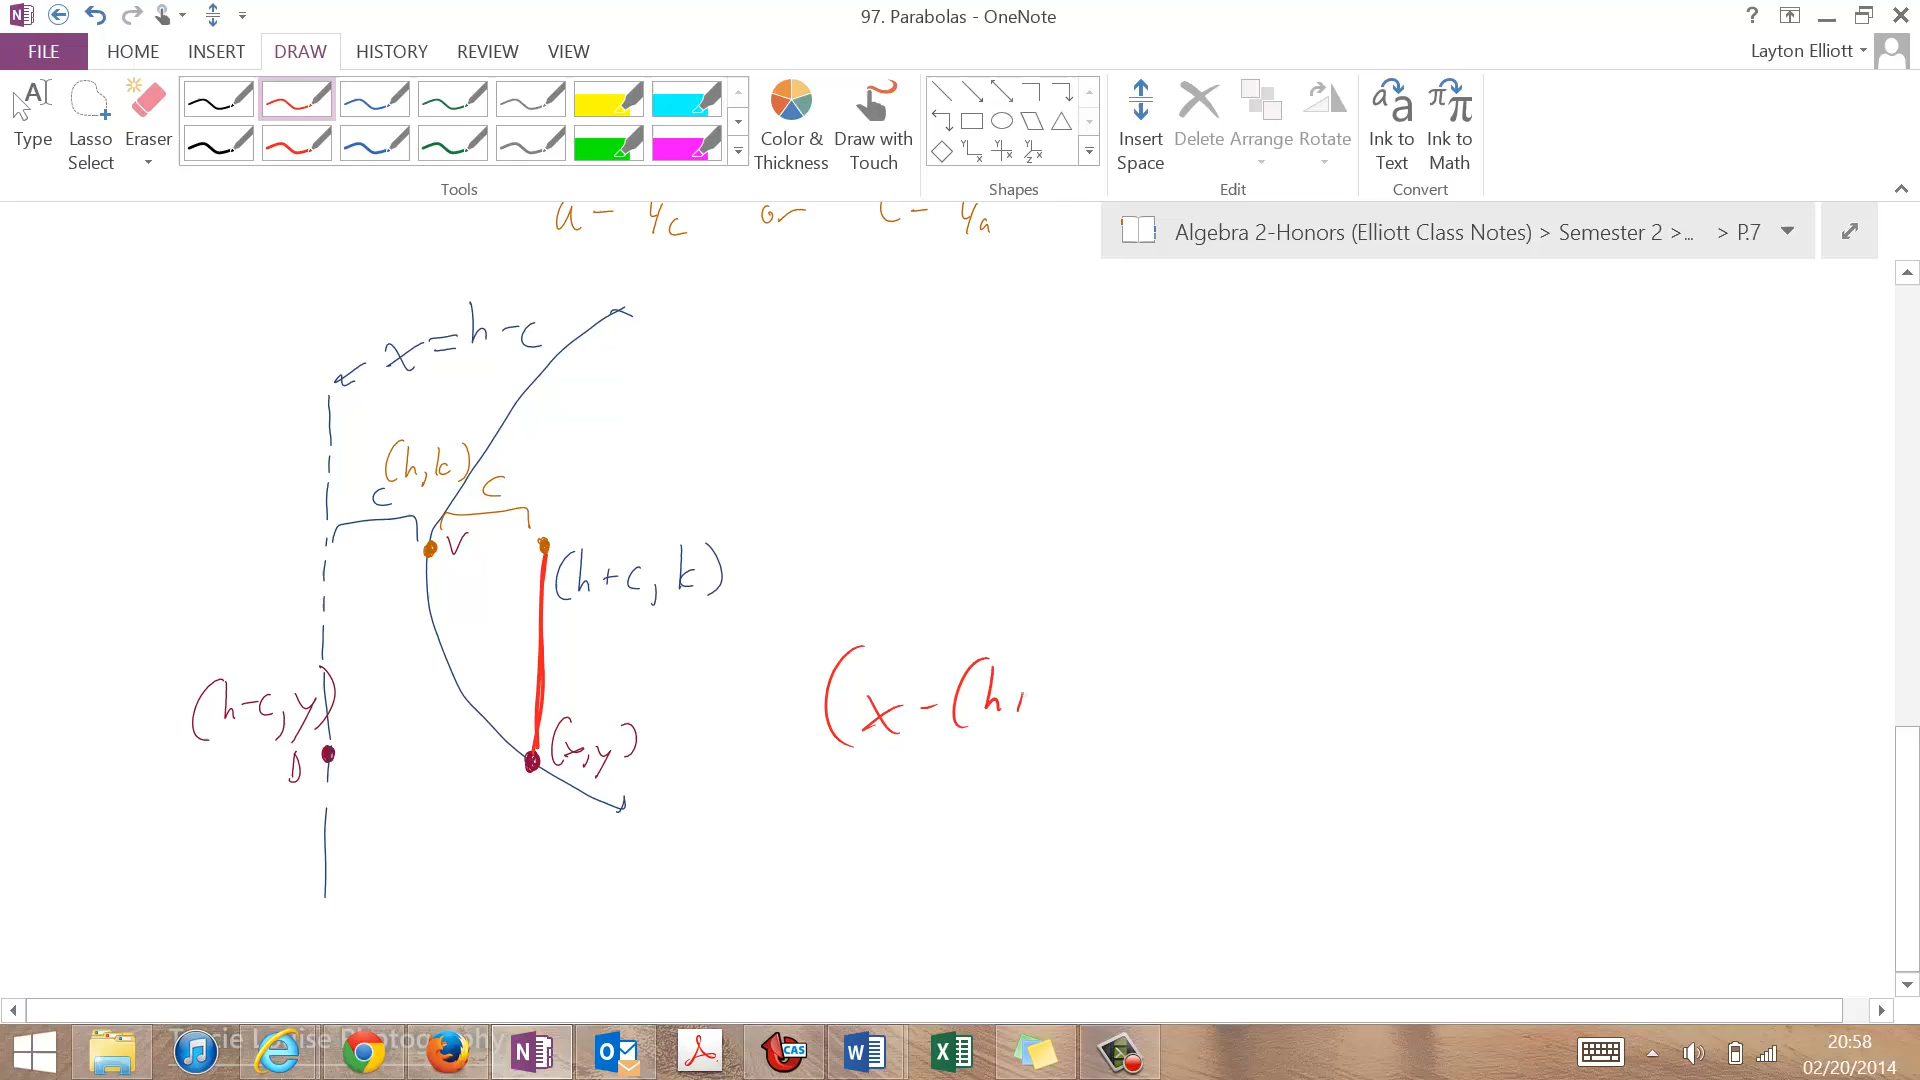 97. Parabolas - OneNote
?
FILE HOME INSERT DRAW HISTORY REVIEW VIEW
Layton Elliott
Type
Lasso Select
Eraser
Color & Thickness
Draw with Touch
Insert Space
Delete
Arrange
Rotate
Ink to Text
Ink to Math
Tools
Shapes
Edit
Convert
or
Algebra 2-Honors (Elliott Class Notes) > Semester 2 >... > P.7
x = h - c
(h, k)
c
c
V
(h + c, k)
(h - c, y)
D
(x, y)
(x - (h
CAS
20:58
02/20/2014